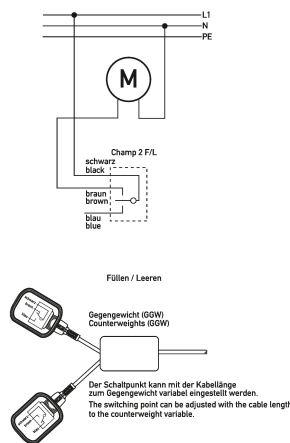 L1
N
PE
M
Champ 2 F/L
schwarz
black
braun
brown
blau
blue
Füllen / Leeren
Gegengewicht (GGW)
Counterweights (GGW)
Der Schaltpunkt kann mit der Kabellänge
zum Gegengewicht variabel eingestellt werden.
The switching point can be adjusted with the cable length
to the counterweight variable.